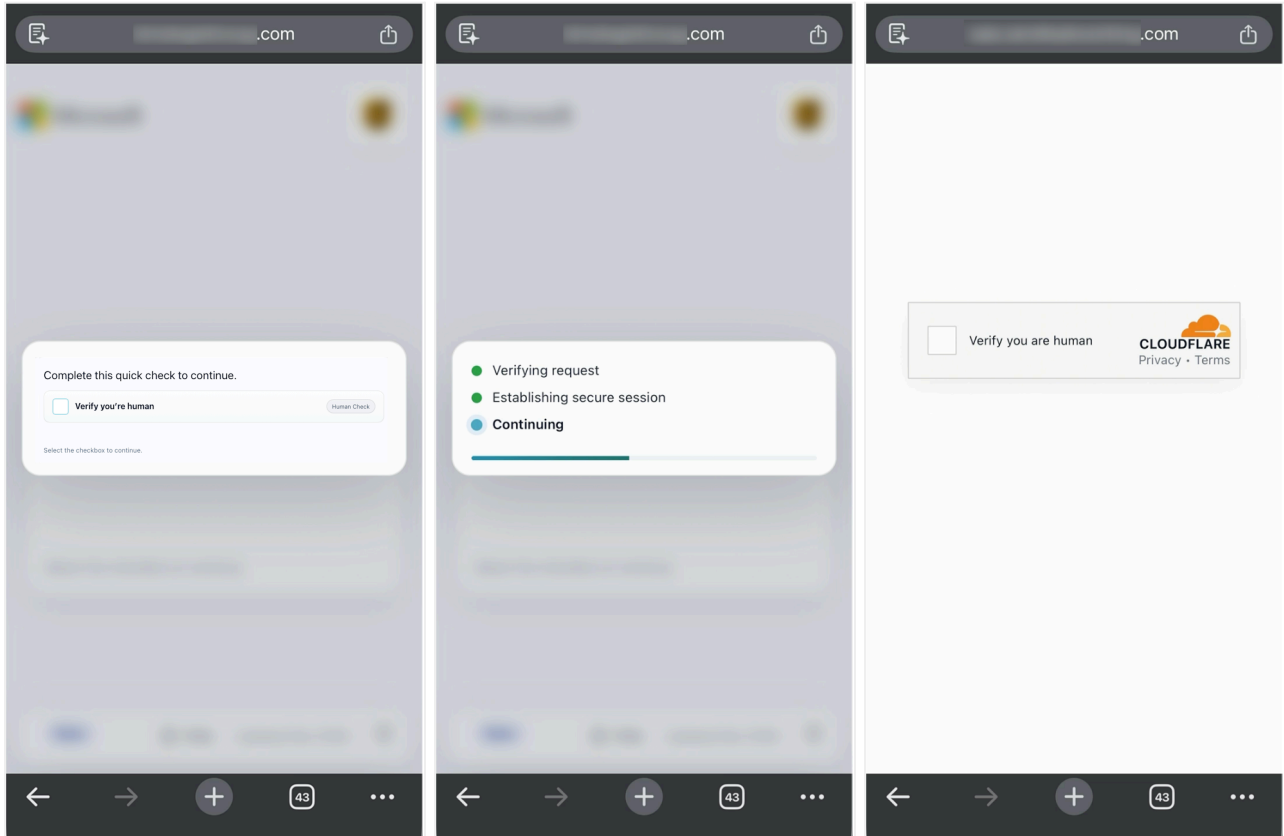 .com
Complete this quick check to continue.
Verify you're human
Human Check
Select the checkbox to continue.
43
.com
Verifying request
Establishing secure session
Continuing
43
.com
Verify you are human
CLOUDFLARE
Privacy • Terms
43